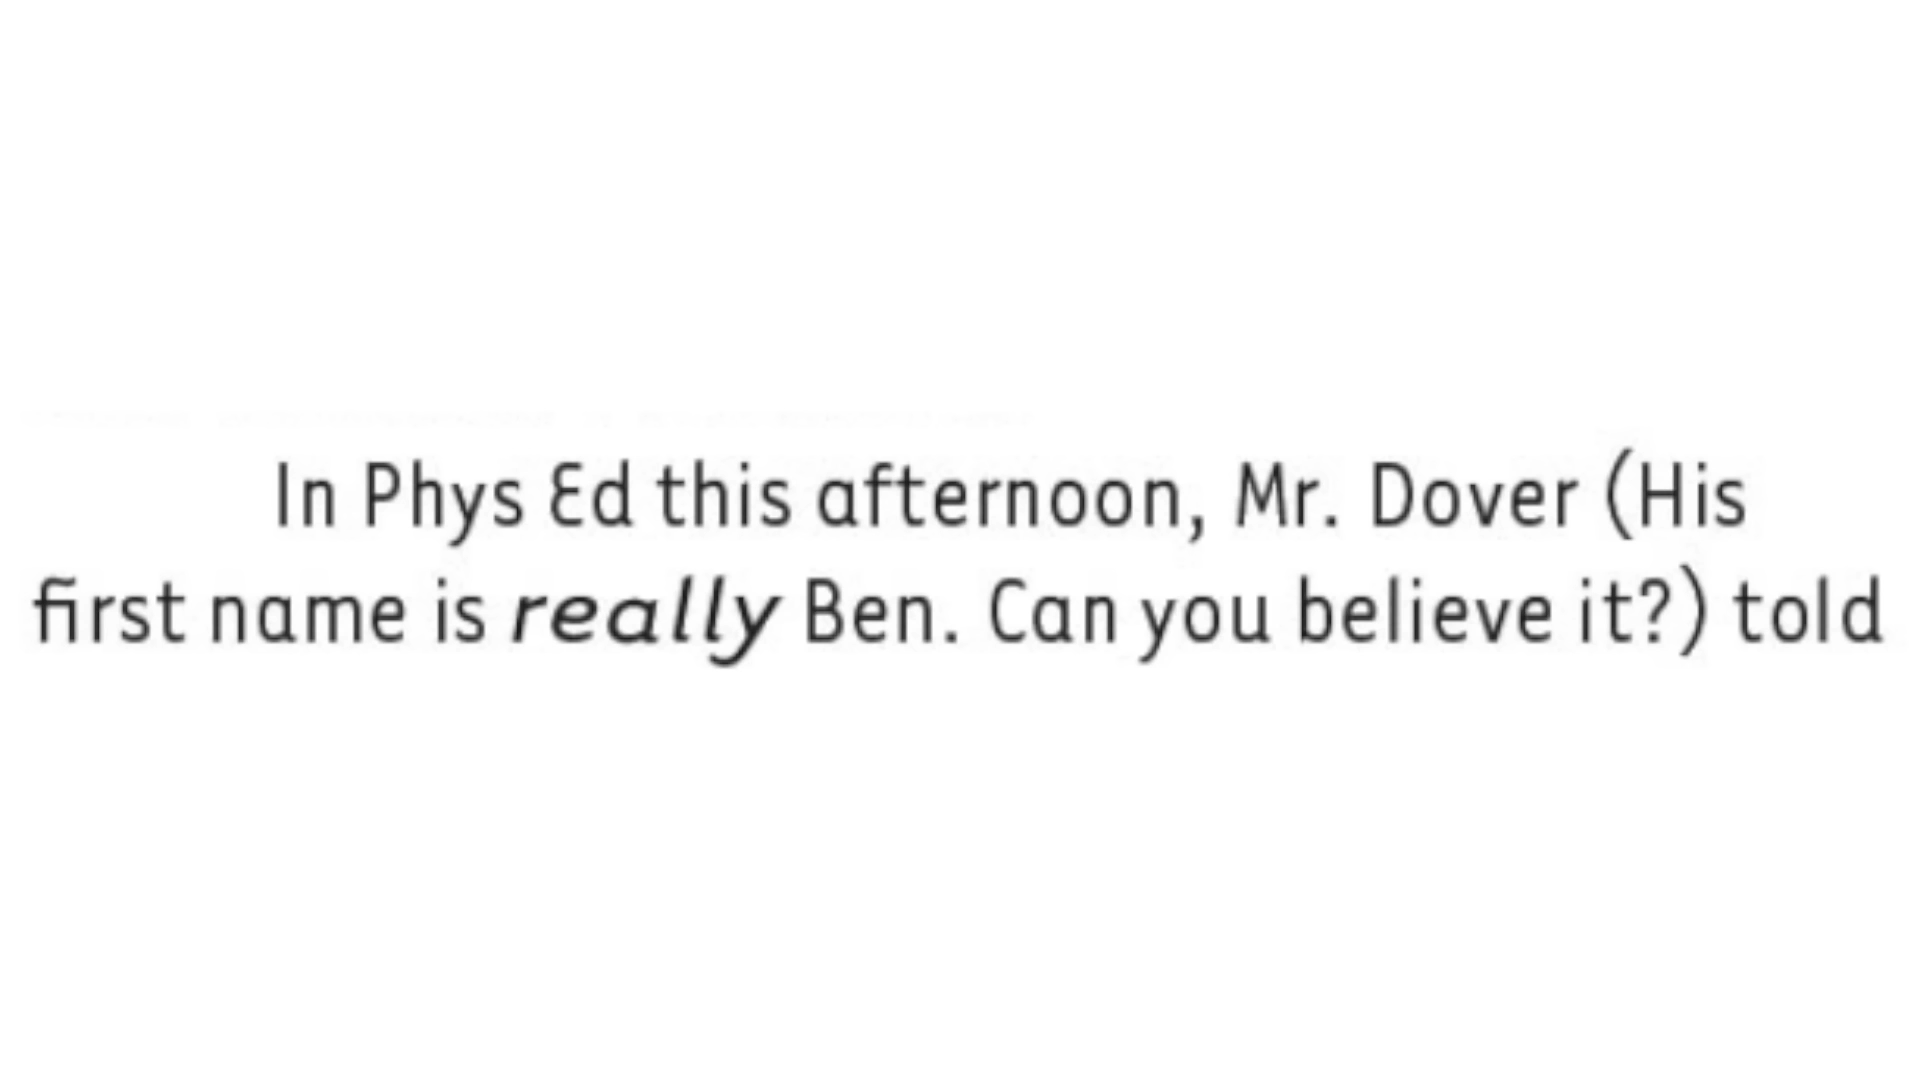 In Phys Ed this afternoon, Mr. Dover (His
first name is really Ben. Can you believe it?) told